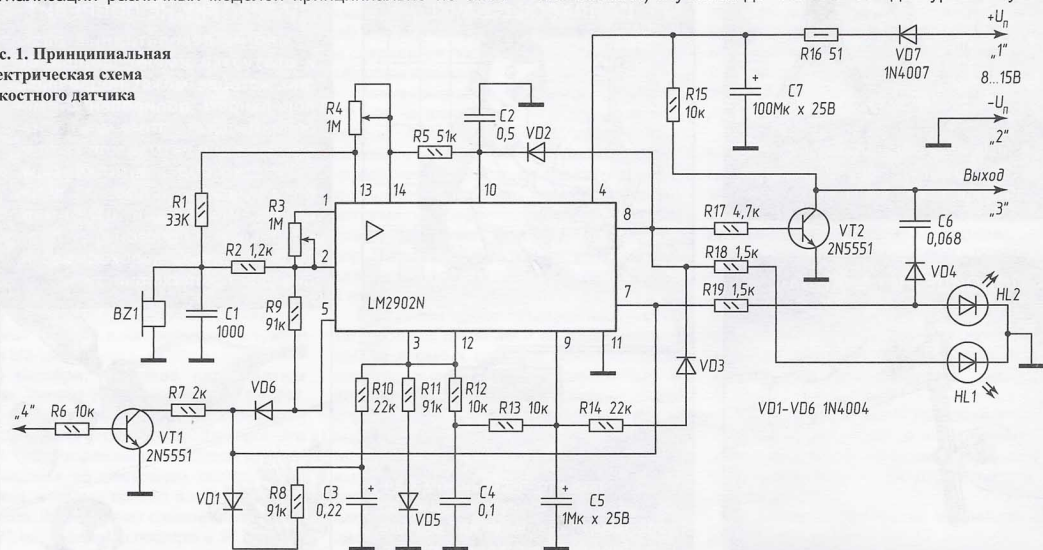 с. 1. Принципиальная
ектрическая схема
костного датчика
R4
1M
R5 51к
C2
0,5
VD2
R15
10к
C7
100Мк х 25В
R16 51
VD7
1N4007
+Uп
„1"
8...15В
-Uп
„2"
Выход
„3"
R1
33К
R3
1M
R2 1,2к
13
14
10
4
1
2
5
8
7
3
12
9
11
LM2902N
R17 4,7к
VT2
2N5551
C6
0,068
R18 1,5к
VD4
R19 1,5к
HL2
HL1
BZ1
C1
1000
R9
91к
VD3
VD1-VD6 1N4004
R7 2к
VD6
„4"
R6 10к
VT1
2N5551
R10
22к
R11
91к
R12
10к
R13 10к
R14 22к
VD1
R8
91к
C3
0,22
VD5
C4
0,1
C5
1Мк х 25В